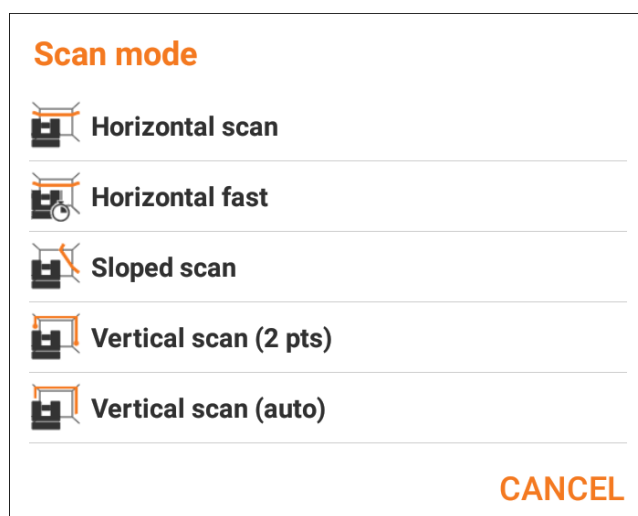 Scan mode
Horizontal scan
Horizontal fast
Sloped scan
Vertical scan (2 pts)
Vertical scan (auto)
CANCEL